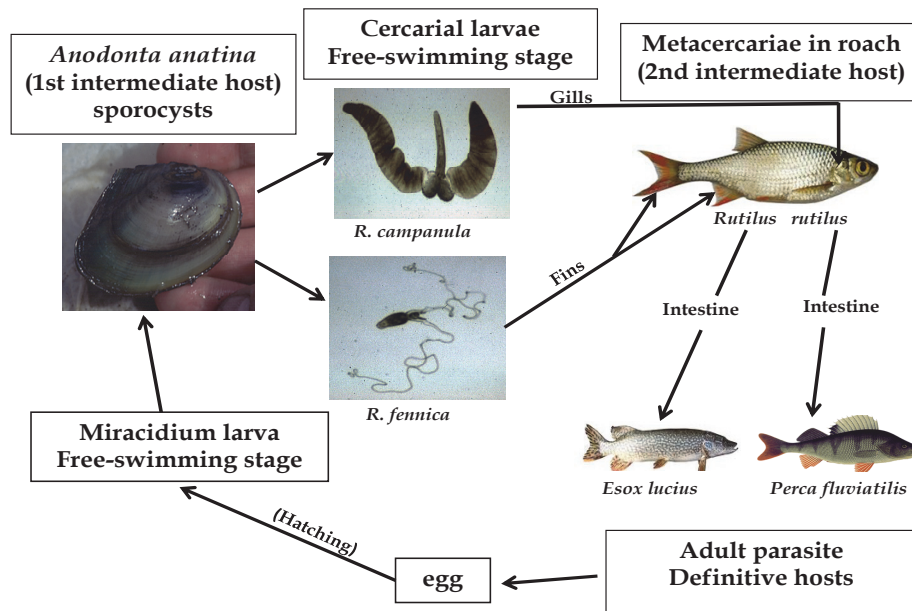 Anodonta anatina
(1st intermediate host)
sporocysts
Cercarial larvae
Free-swimming stage
Metacercariae in roach
(2nd intermediate host)
Gills
R. campanula
Rutilus rutilus
Fins
Intestine
Intestine
R. fennica
Miracidium larva
Free-swimming stage
Esox lucius
Perca fluviatilis
(Hatching)
egg
Adult parasite
Definitive hosts